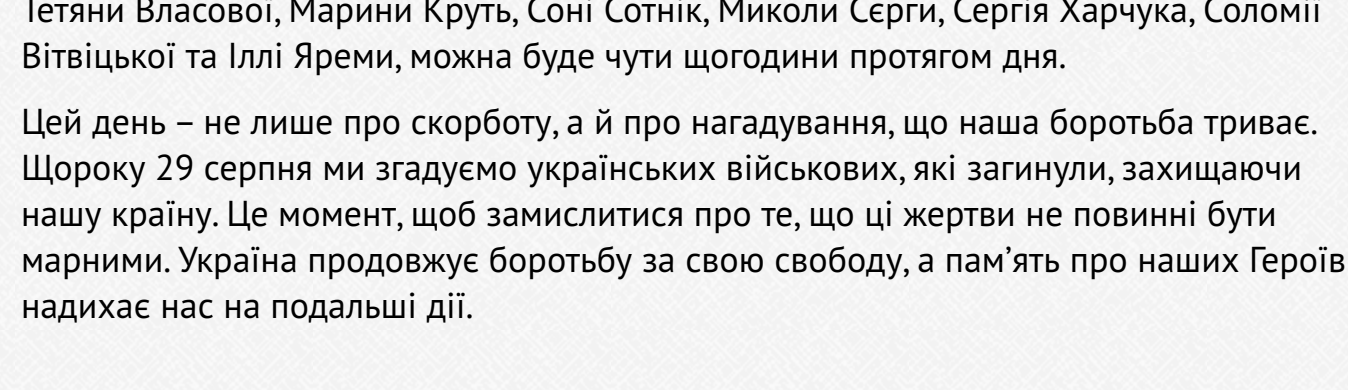 Тетяни Власової, Марини Круть, Соні Сотнік, Миколи Сєрги, Сергія Харчука, Соломії
Вітвіцької та Іллі Яреми, можна буде чути щогодини протягом дня.
Цей день – не лише про скорботу, а й про нагадування, що наша боротьба триває.
Щороку 29 серпня ми згадуємо українських військових, які загинули, захищаючи
нашу країну. Це момент, щоб замислитися про те, що ці жертви не повинні бути
марними. Україна продовжує боротьбу за свою свободу, а пам’ять про наших Героїв
надихає нас на подальші дії.